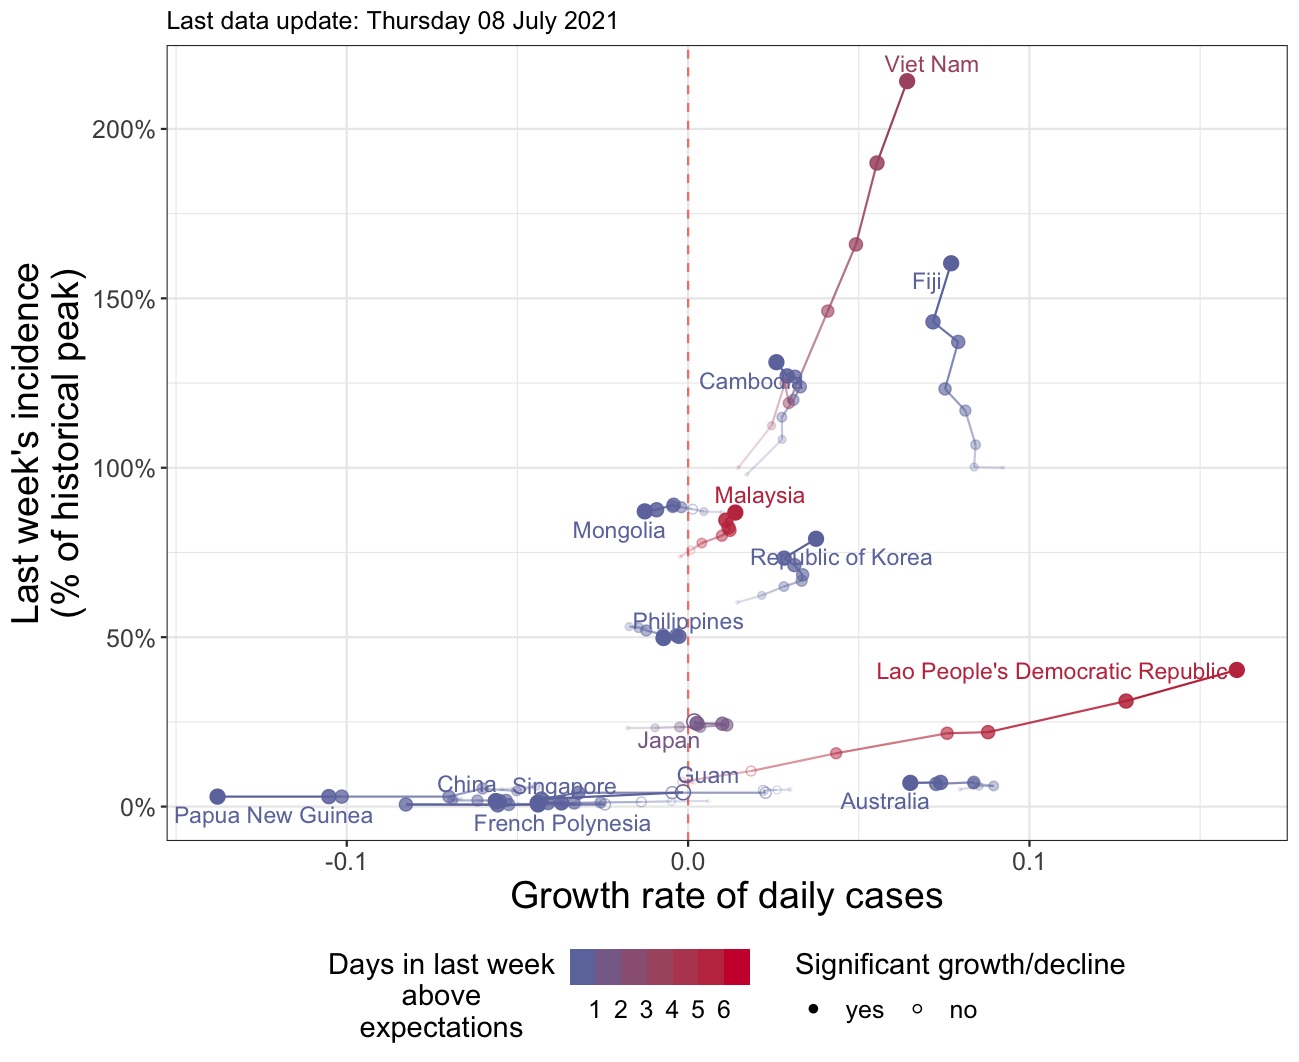 Last data update: Thursday 08 July 2021
Viet Nam
200%
Fiji
150%
Cambodia
100%
Malaysia
Mongolia
Republic of Korea
Philippines
50%
Lao People's Democratic Republic
Japan
Guam
China
Singapore
Australia
0%
Papua New Guinea
French Polynesia
Last week's incidence
(% of historical peak)
-0.1
0.0
0.1
Growth rate of daily cases
Days in last week
above
expectations
1 2 3 4 5 6
Significant growth/decline
yes
no